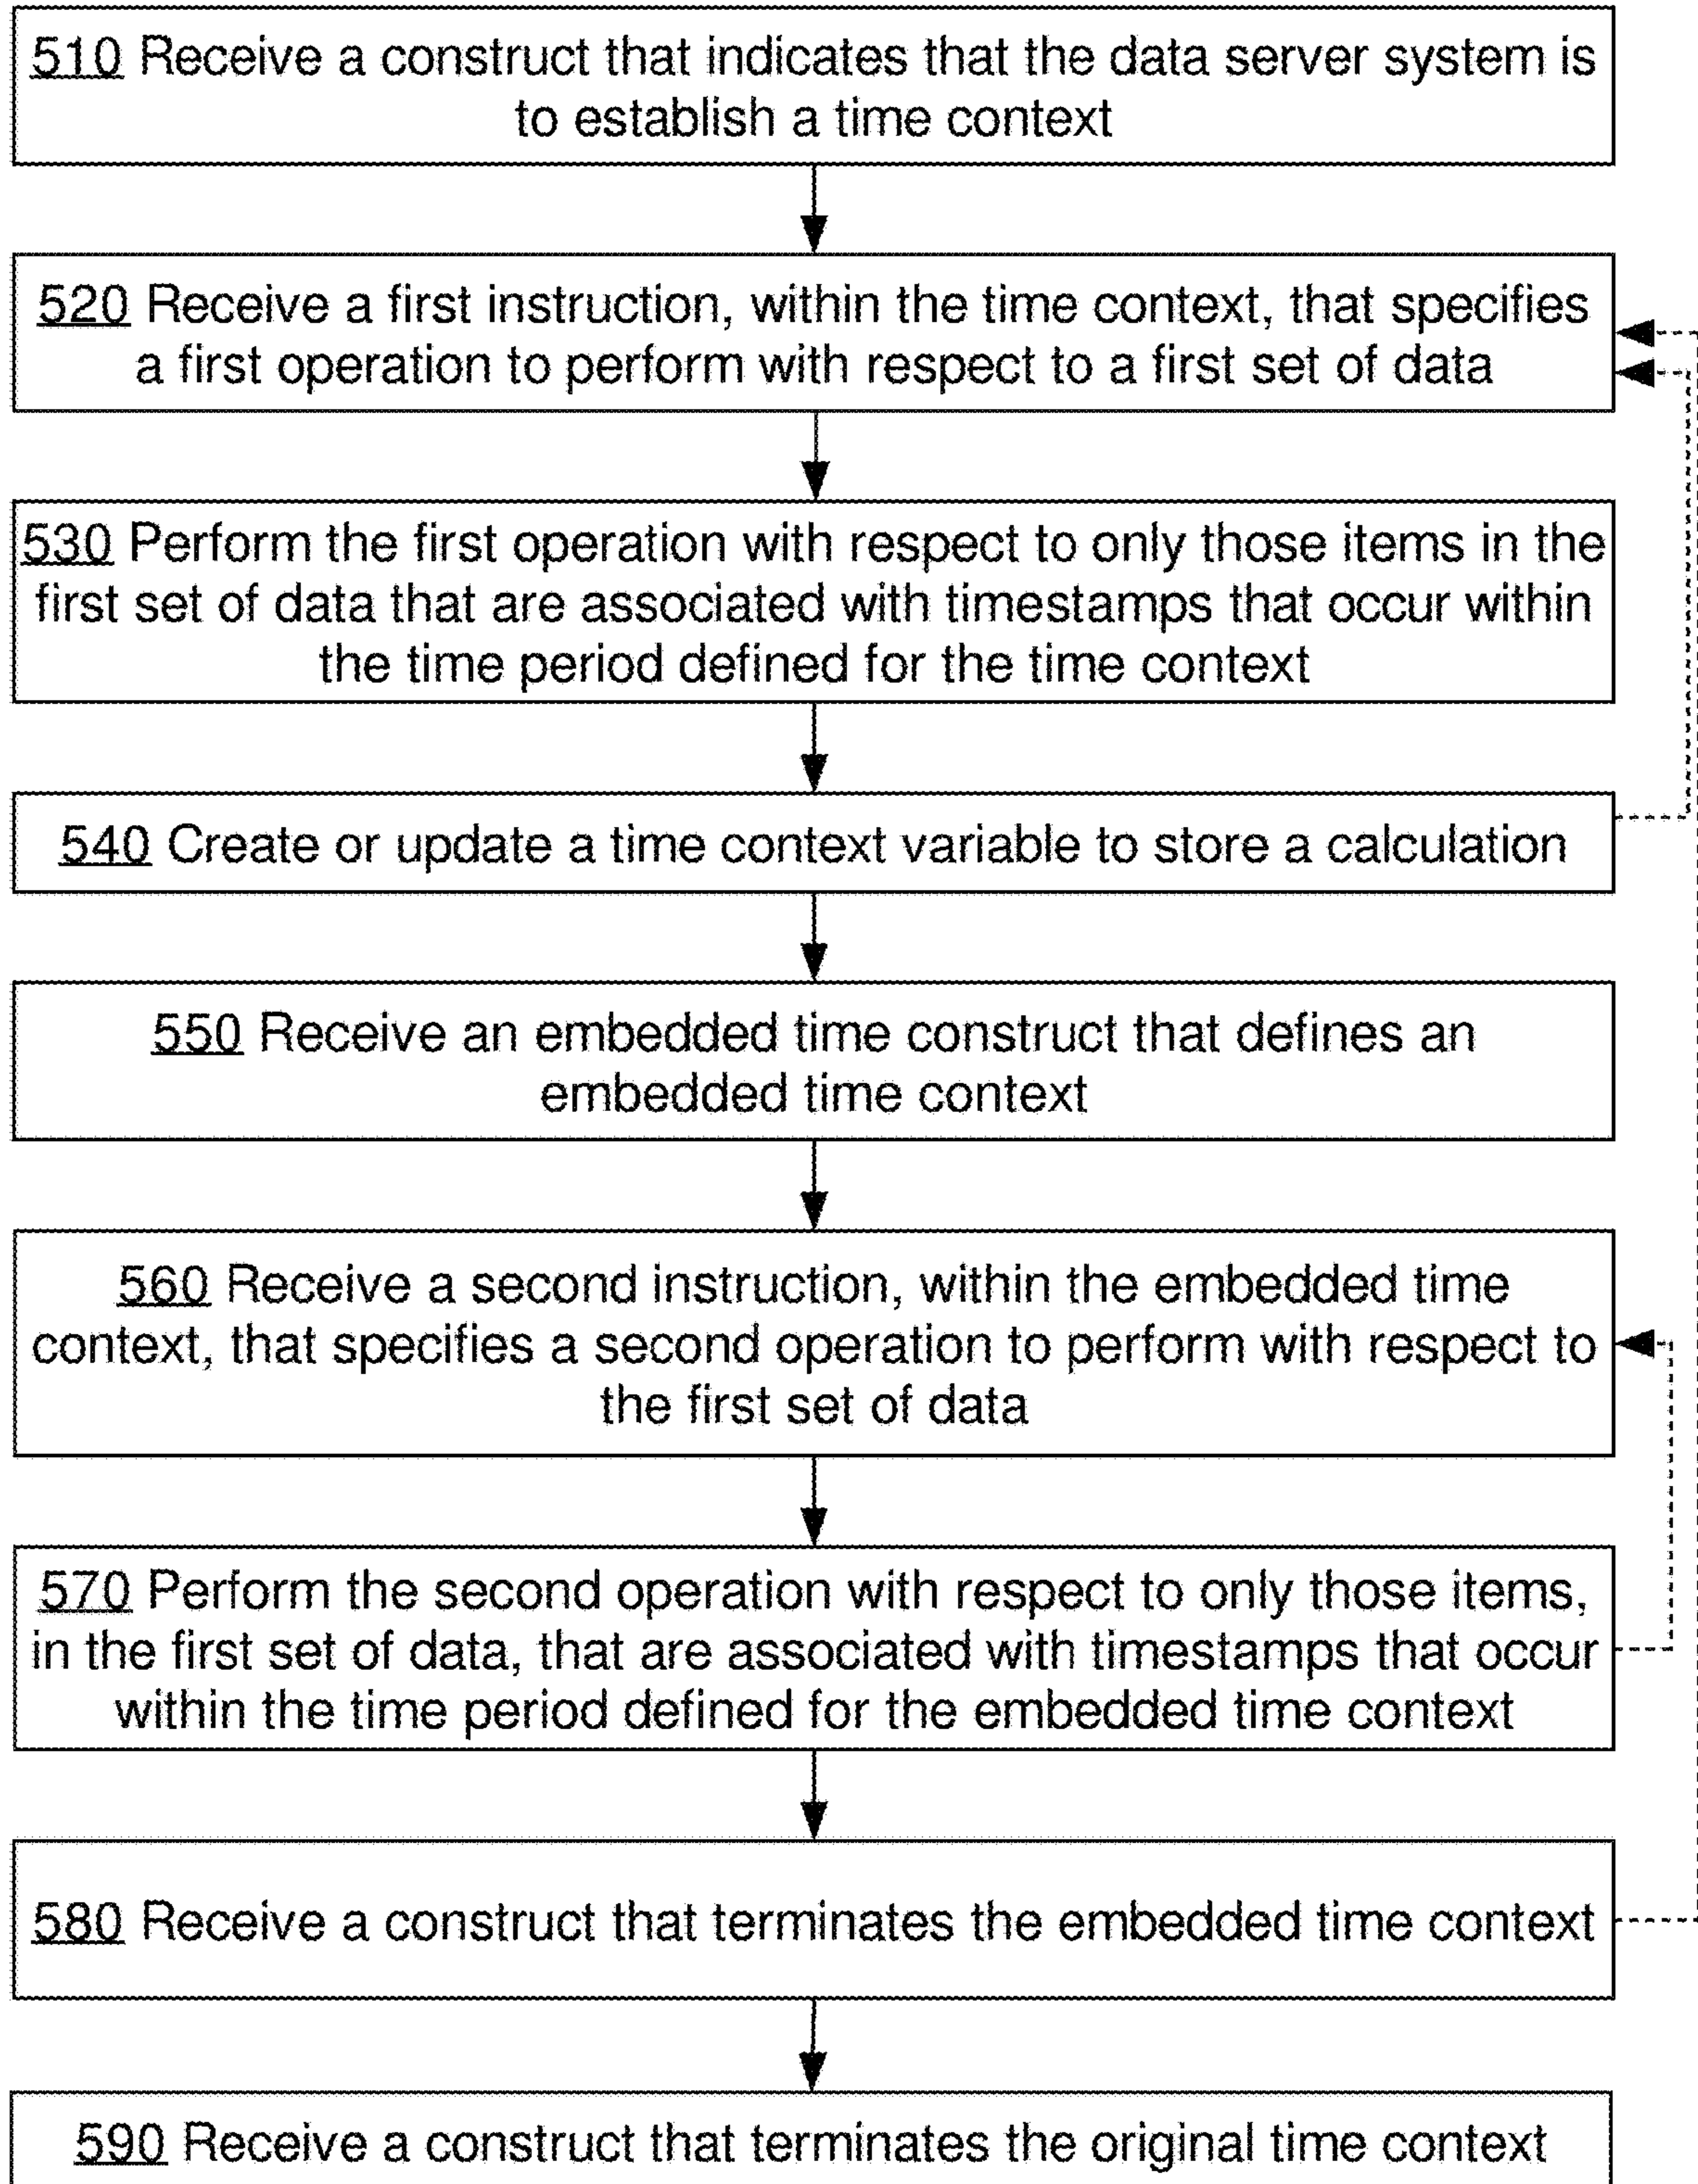 510 Receive a construct that indicates that the data server system is
to establish a time context
520 Receive a first instruction, within the time context, that specifies
a first operation to perform with respect to a first set of data
530 Perform the first operation with respect to only those items in the
first set of data that are associated with timestamps that occur within
the time period defined for the time context
540 Create or update a time context variable to store a calculation
550 Receive an embedded time construct that defines an
embedded time context
560 Receive a second instruction, within the embedded time
context, that specifies a second operation to perform with respect to
the first set of data
570 Perform the second operation with respect to only those items,
in the first set of data, that are associated with timestamps that occur
within the time period defined for the embedded time context
580 Receive a construct that terminates the embedded time context
590 Receive a construct that terminates the original time context